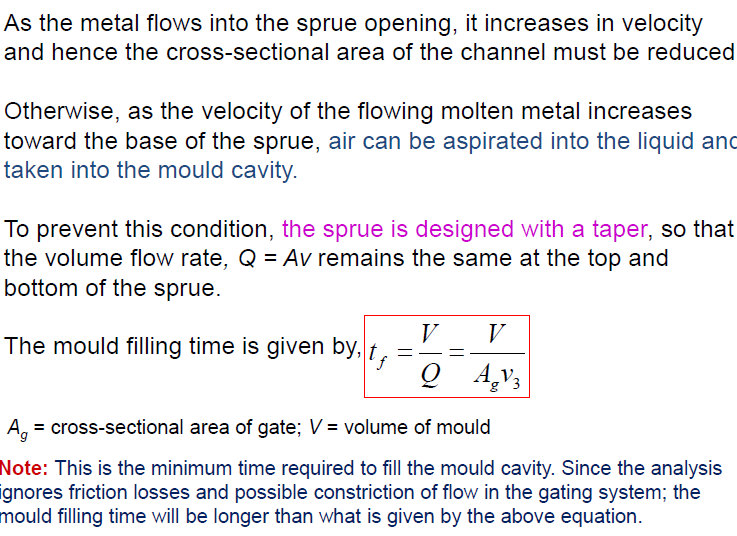 As the metal flows into the sprue opening, it increases in velocity
and hence the cross-sectional area of the channel must be reduced
Otherwise, as the velocity of the flowing molten metal increases
toward the base of the sprue, air can be aspirated into the liquid and
taken into the mould cavity.
To prevent this condition, the sprue is designed with a taper, so that
the volume flow rate, Q = Av remains the same at the top and
bottom of the sprue.
The mould filling time is given by, t_f = V/Q = V/(A_g v_3)
A_g = cross-sectional area of gate; V = volume of mould
Note: This is the minimum time required to fill the mould cavity. Since the analysis
ignores friction losses and possible constriction of flow in the gating system; the
mould filling time will be longer than what is given by the above equation.